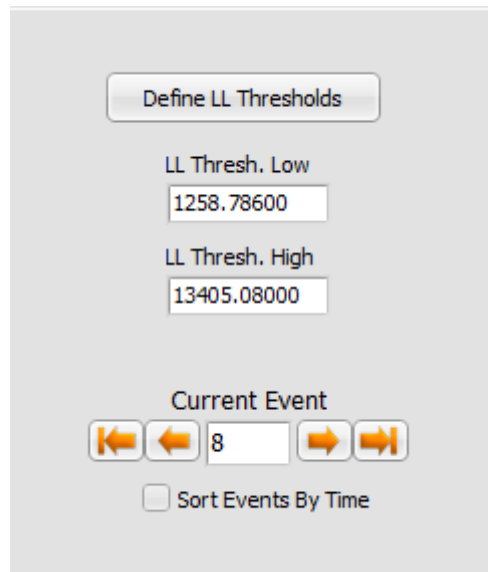 Define LL Thresholds
LL Thresh. Low
1258.78600
LL Thresh. High
13405.08000
Current Event
8
Sort Events By Time